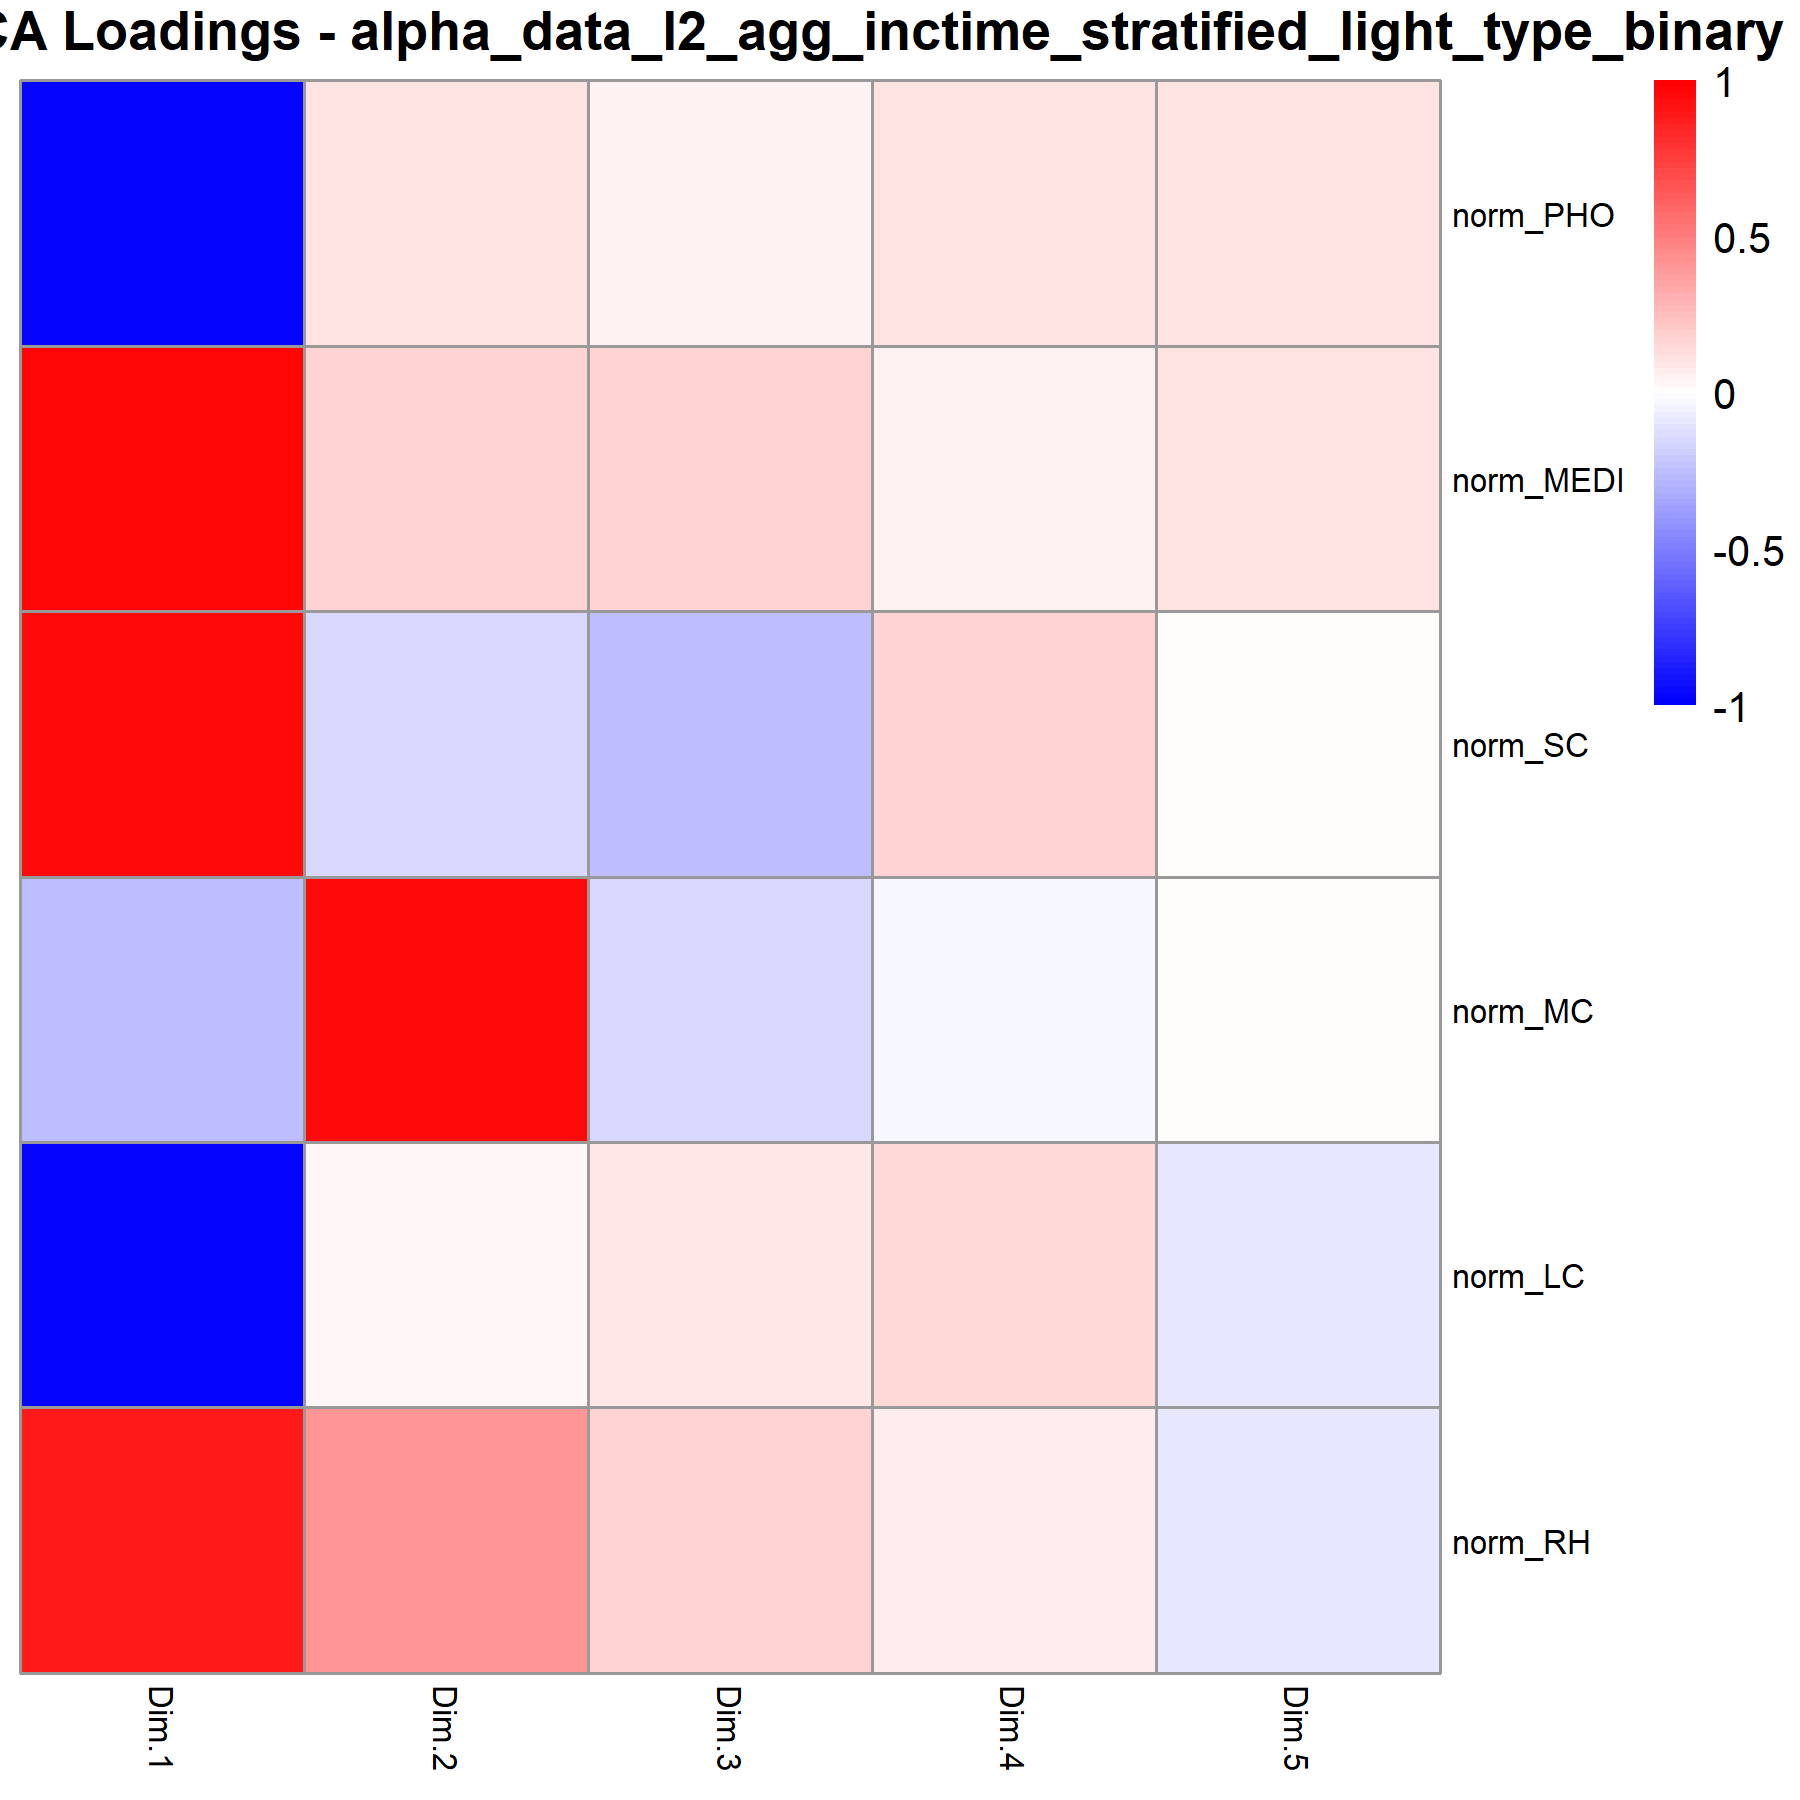 CA Loadings - alpha_data_l2_agg_inctime_stratified_light_type_binary
1
0.5
0
-0.5
-1
norm_PHO
norm_MEDI
norm_SC
norm_MC
norm_LC
norm_RH
Dim.1
Dim.2
Dim.3
Dim.4
Dim.5